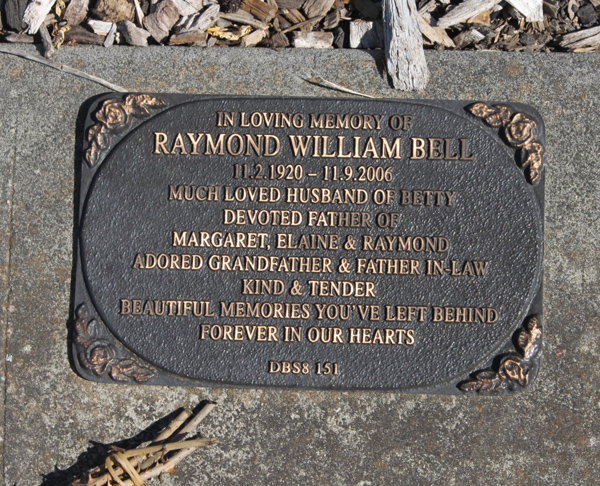 IN LOVING MEMORY OF
RAYMOND WILLIAM BELL
11.2.1920 – 11.9.2006
MUCH LOVED HUSBAND OF BETTY
DEVOTED FATHER OF
MARGARET, ELAINE & RAYMOND
ADORED GRANDFATHER & FATHER IN-LAW
KIND & TENDER
BEAUTIFUL MEMORIES YOU'VE LEFT BEHIND
FOREVER IN OUR HEARTS
DBS8 151